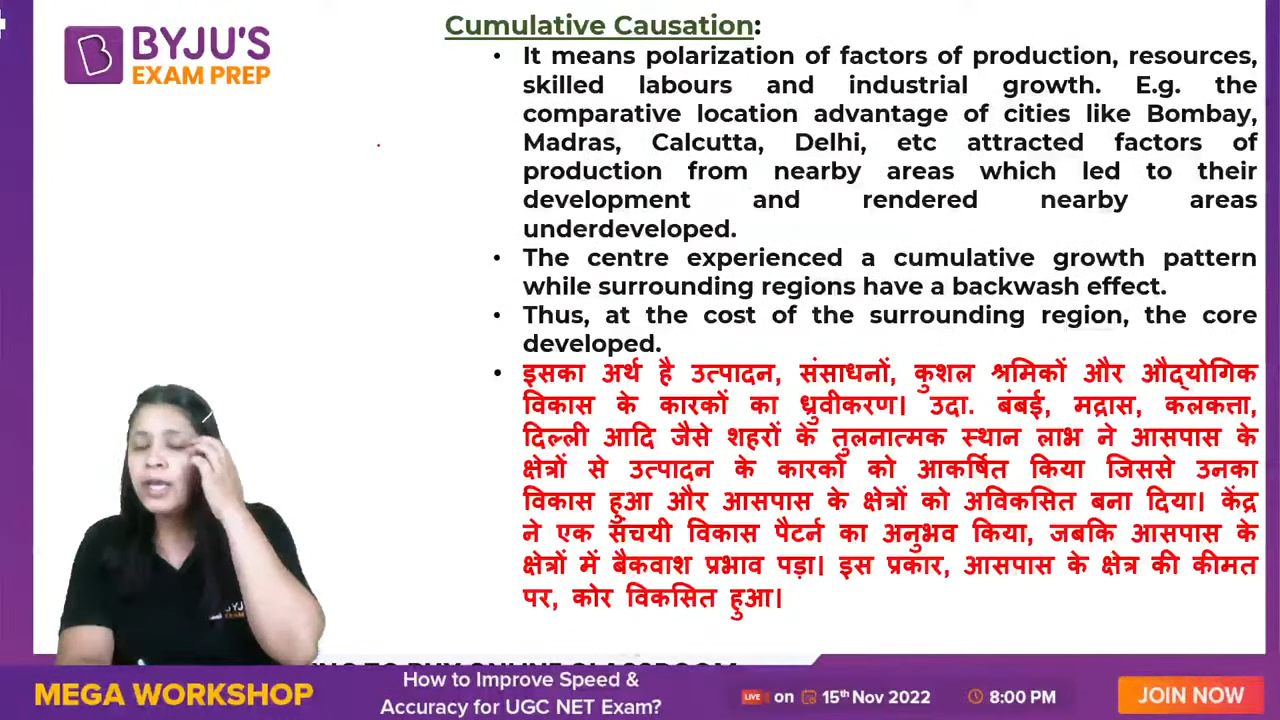 BYJU'S
EXAM PREP
Cumulative Causation:
• It means polarization of factors of production, resources,
skilled labours and industrial growth. E.g. the
comparative location advantage of cities like Bombay,
Madras, Calcutta, Delhi, etc attracted factors of
production from nearby areas which led to their
development and rendered nearby areas
underdeveloped.
• The centre experienced a cumulative growth pattern
while surrounding regions have a backwash effect.
• Thus, at the cost of the surrounding region, the core
developed.
• इसका अर्थ है उत्पादन, संसाधनों, कुशल श्रमिकों और औद्योगिक
विकास के कारकों का ध्रुवीकरण। उदा. बंबई, मद्रास, कलकत्ता,
दिल्ली आदि जैसे शहरों के तुलनात्मक स्थान लाभ ने आसपास के
क्षेत्रों से उत्पादन के कारकों को आकर्षित किया जिससे उनका
विकास हुआ और आसपास के क्षेत्रों को अविकसित बना दिया। केंद्र
ने एक संचयी विकास पैटर्न का अनुभव किया, जबकि आसपास के
क्षेत्रों में बैकवाश प्रभाव पड़ा। इस प्रकार, आसपास के क्षेत्र की कीमत
पर, कोर विकसित हुआ।
MEGA WORKSHOP
How to Improve Speed &
Accuracy for UGC NET Exam?
LIVE on 15th Nov 2022
8:00 PM
JOIN NOW